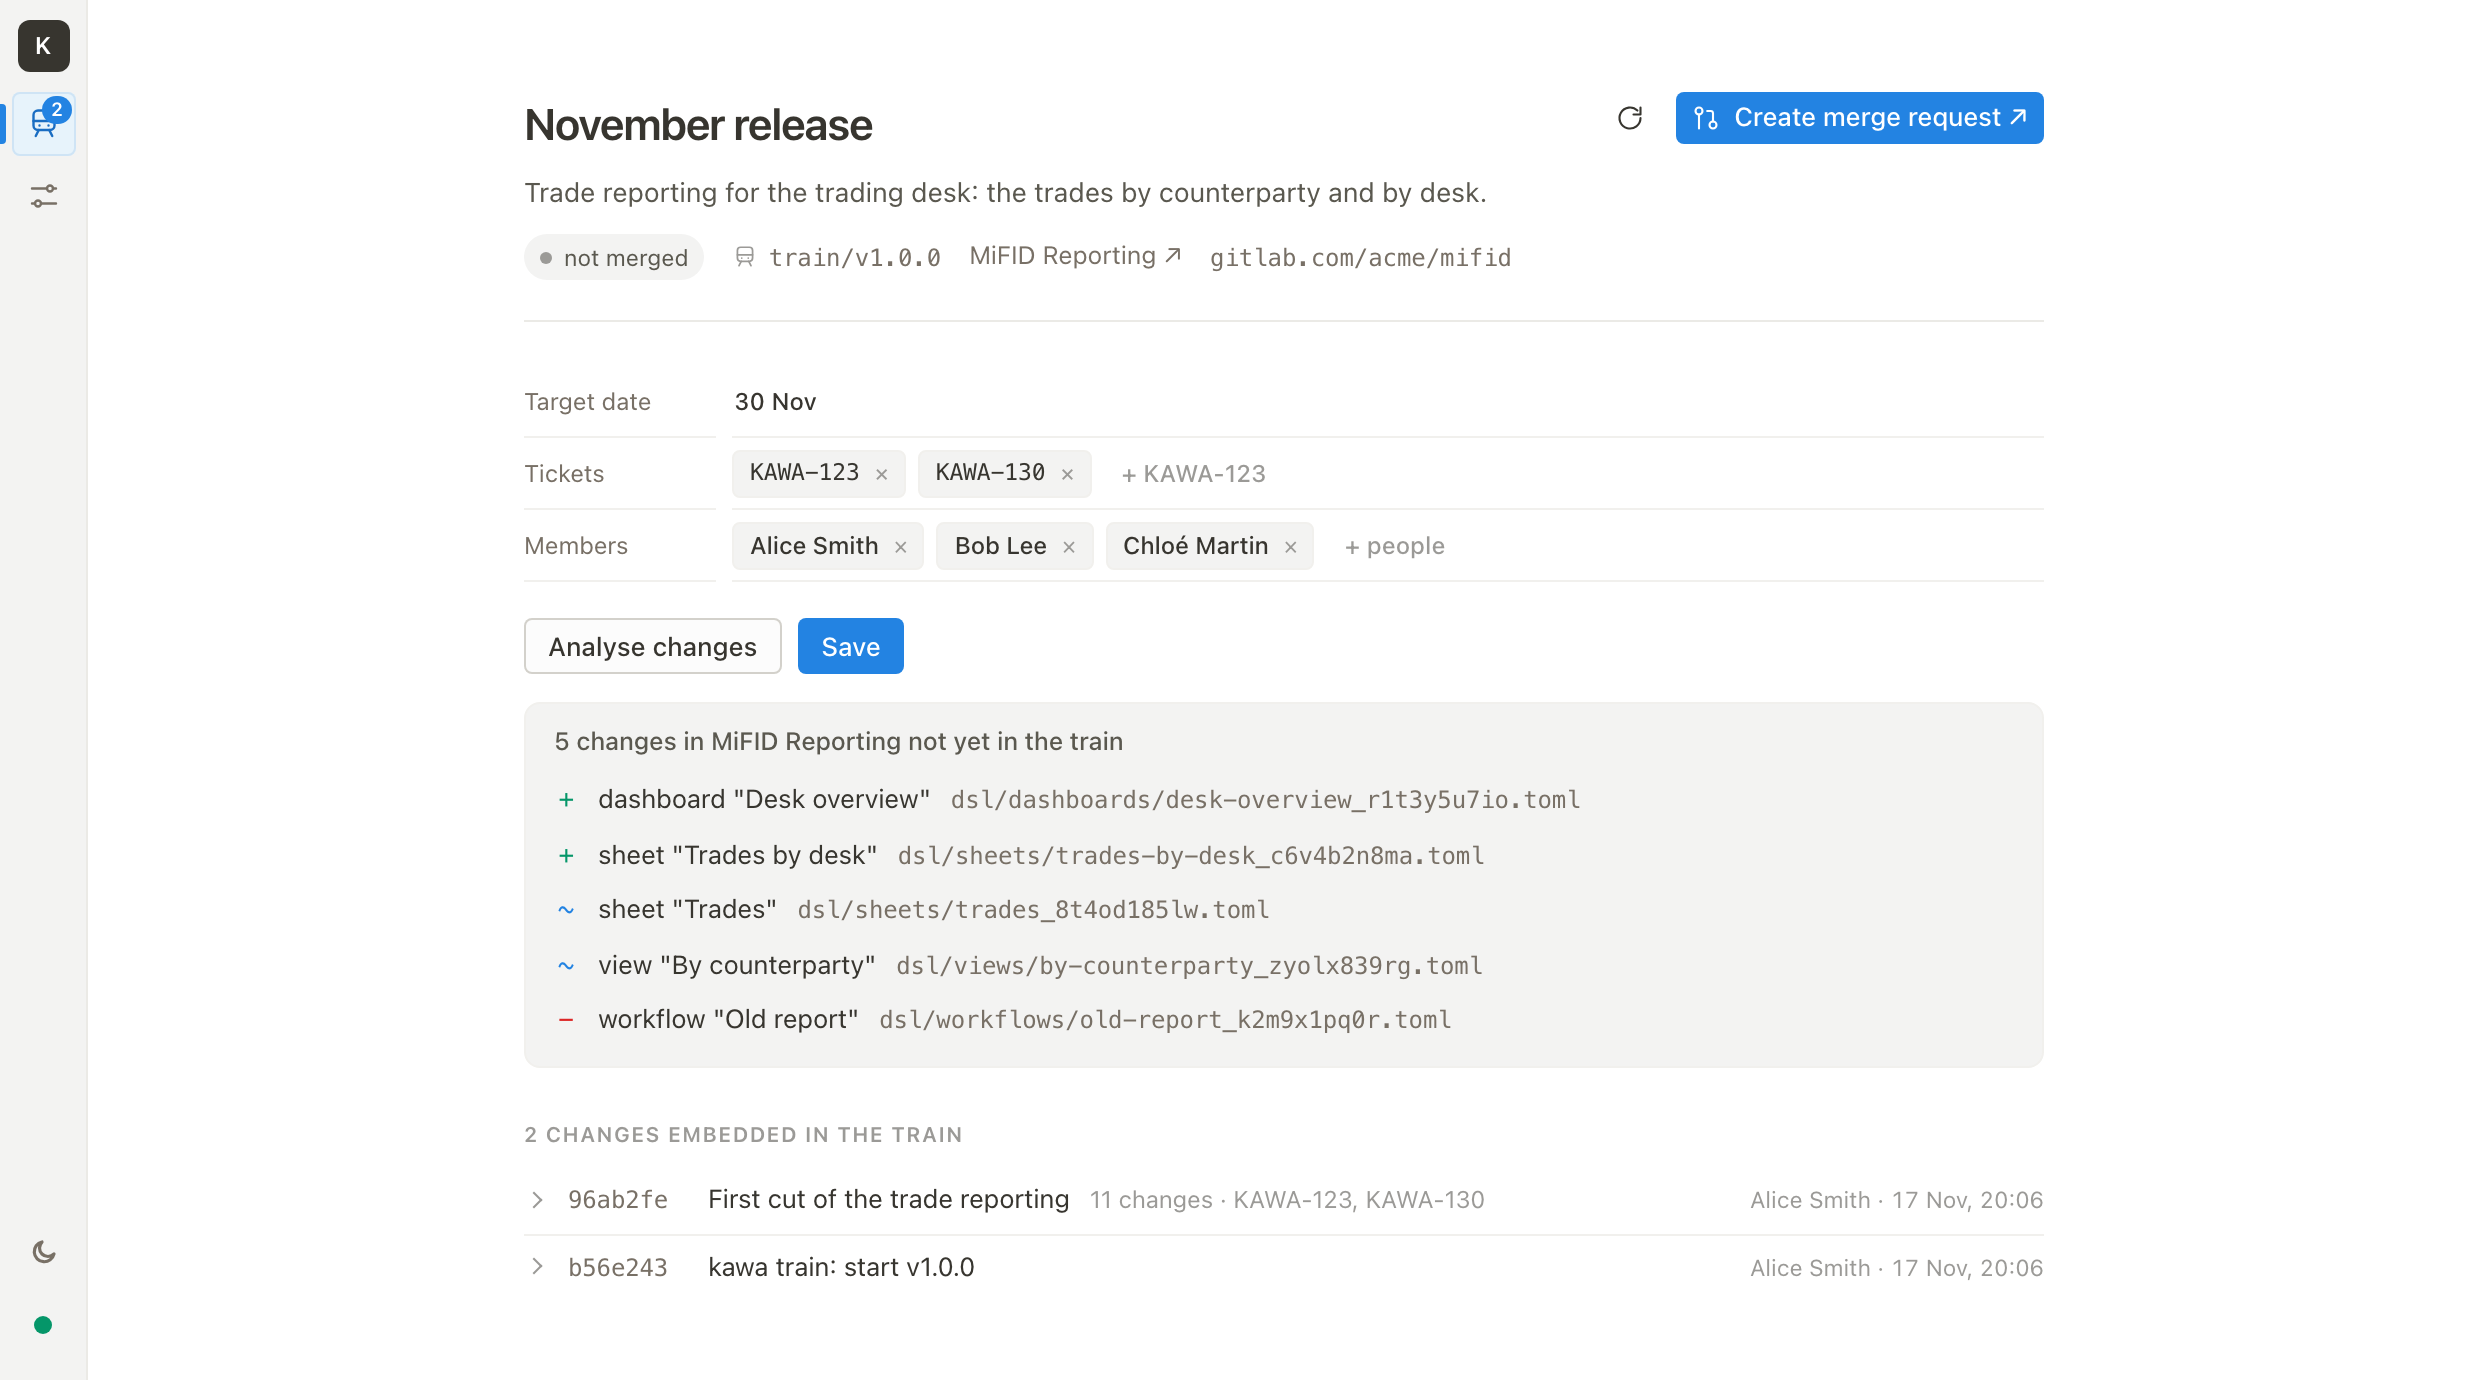 K
2
November release
Create merge request ↗
Trade reporting for the trading desk: the trades by counterparty and by desk.
not merged train/v1.0.0 MiFID Reporting ↗ gitlab.com/acme/mifid
Target date 30 Nov
Tickets KAWA-123 × KAWA-130 × + KAWA-123
Members Alice Smith × Bob Lee × Chloé Martin × + people
Analyse changes Save
5 changes in MiFID Reporting not yet in the train
+ dashboard "Desk overview" dsl/dashboards/desk-overview_r1t3y5u7io.toml
+ sheet "Trades by desk" dsl/sheets/trades-by-desk_c6v4b2n8ma.toml
~ sheet "Trades" dsl/sheets/trades_8t4od185lw.toml
~ view "By counterparty" dsl/views/by-counterparty_zyolx839rg.toml
− workflow "Old report" dsl/workflows/old-report_k2m9x1pq0r.toml
2 CHANGES EMBEDDED IN THE TRAIN
96ab2fe First cut of the trade reporting 11 changes · KAWA-123, KAWA-130 Alice Smith · 17 Nov, 20:06
b56e243 kawa train: start v1.0.0 Alice Smith · 17 Nov, 20:06